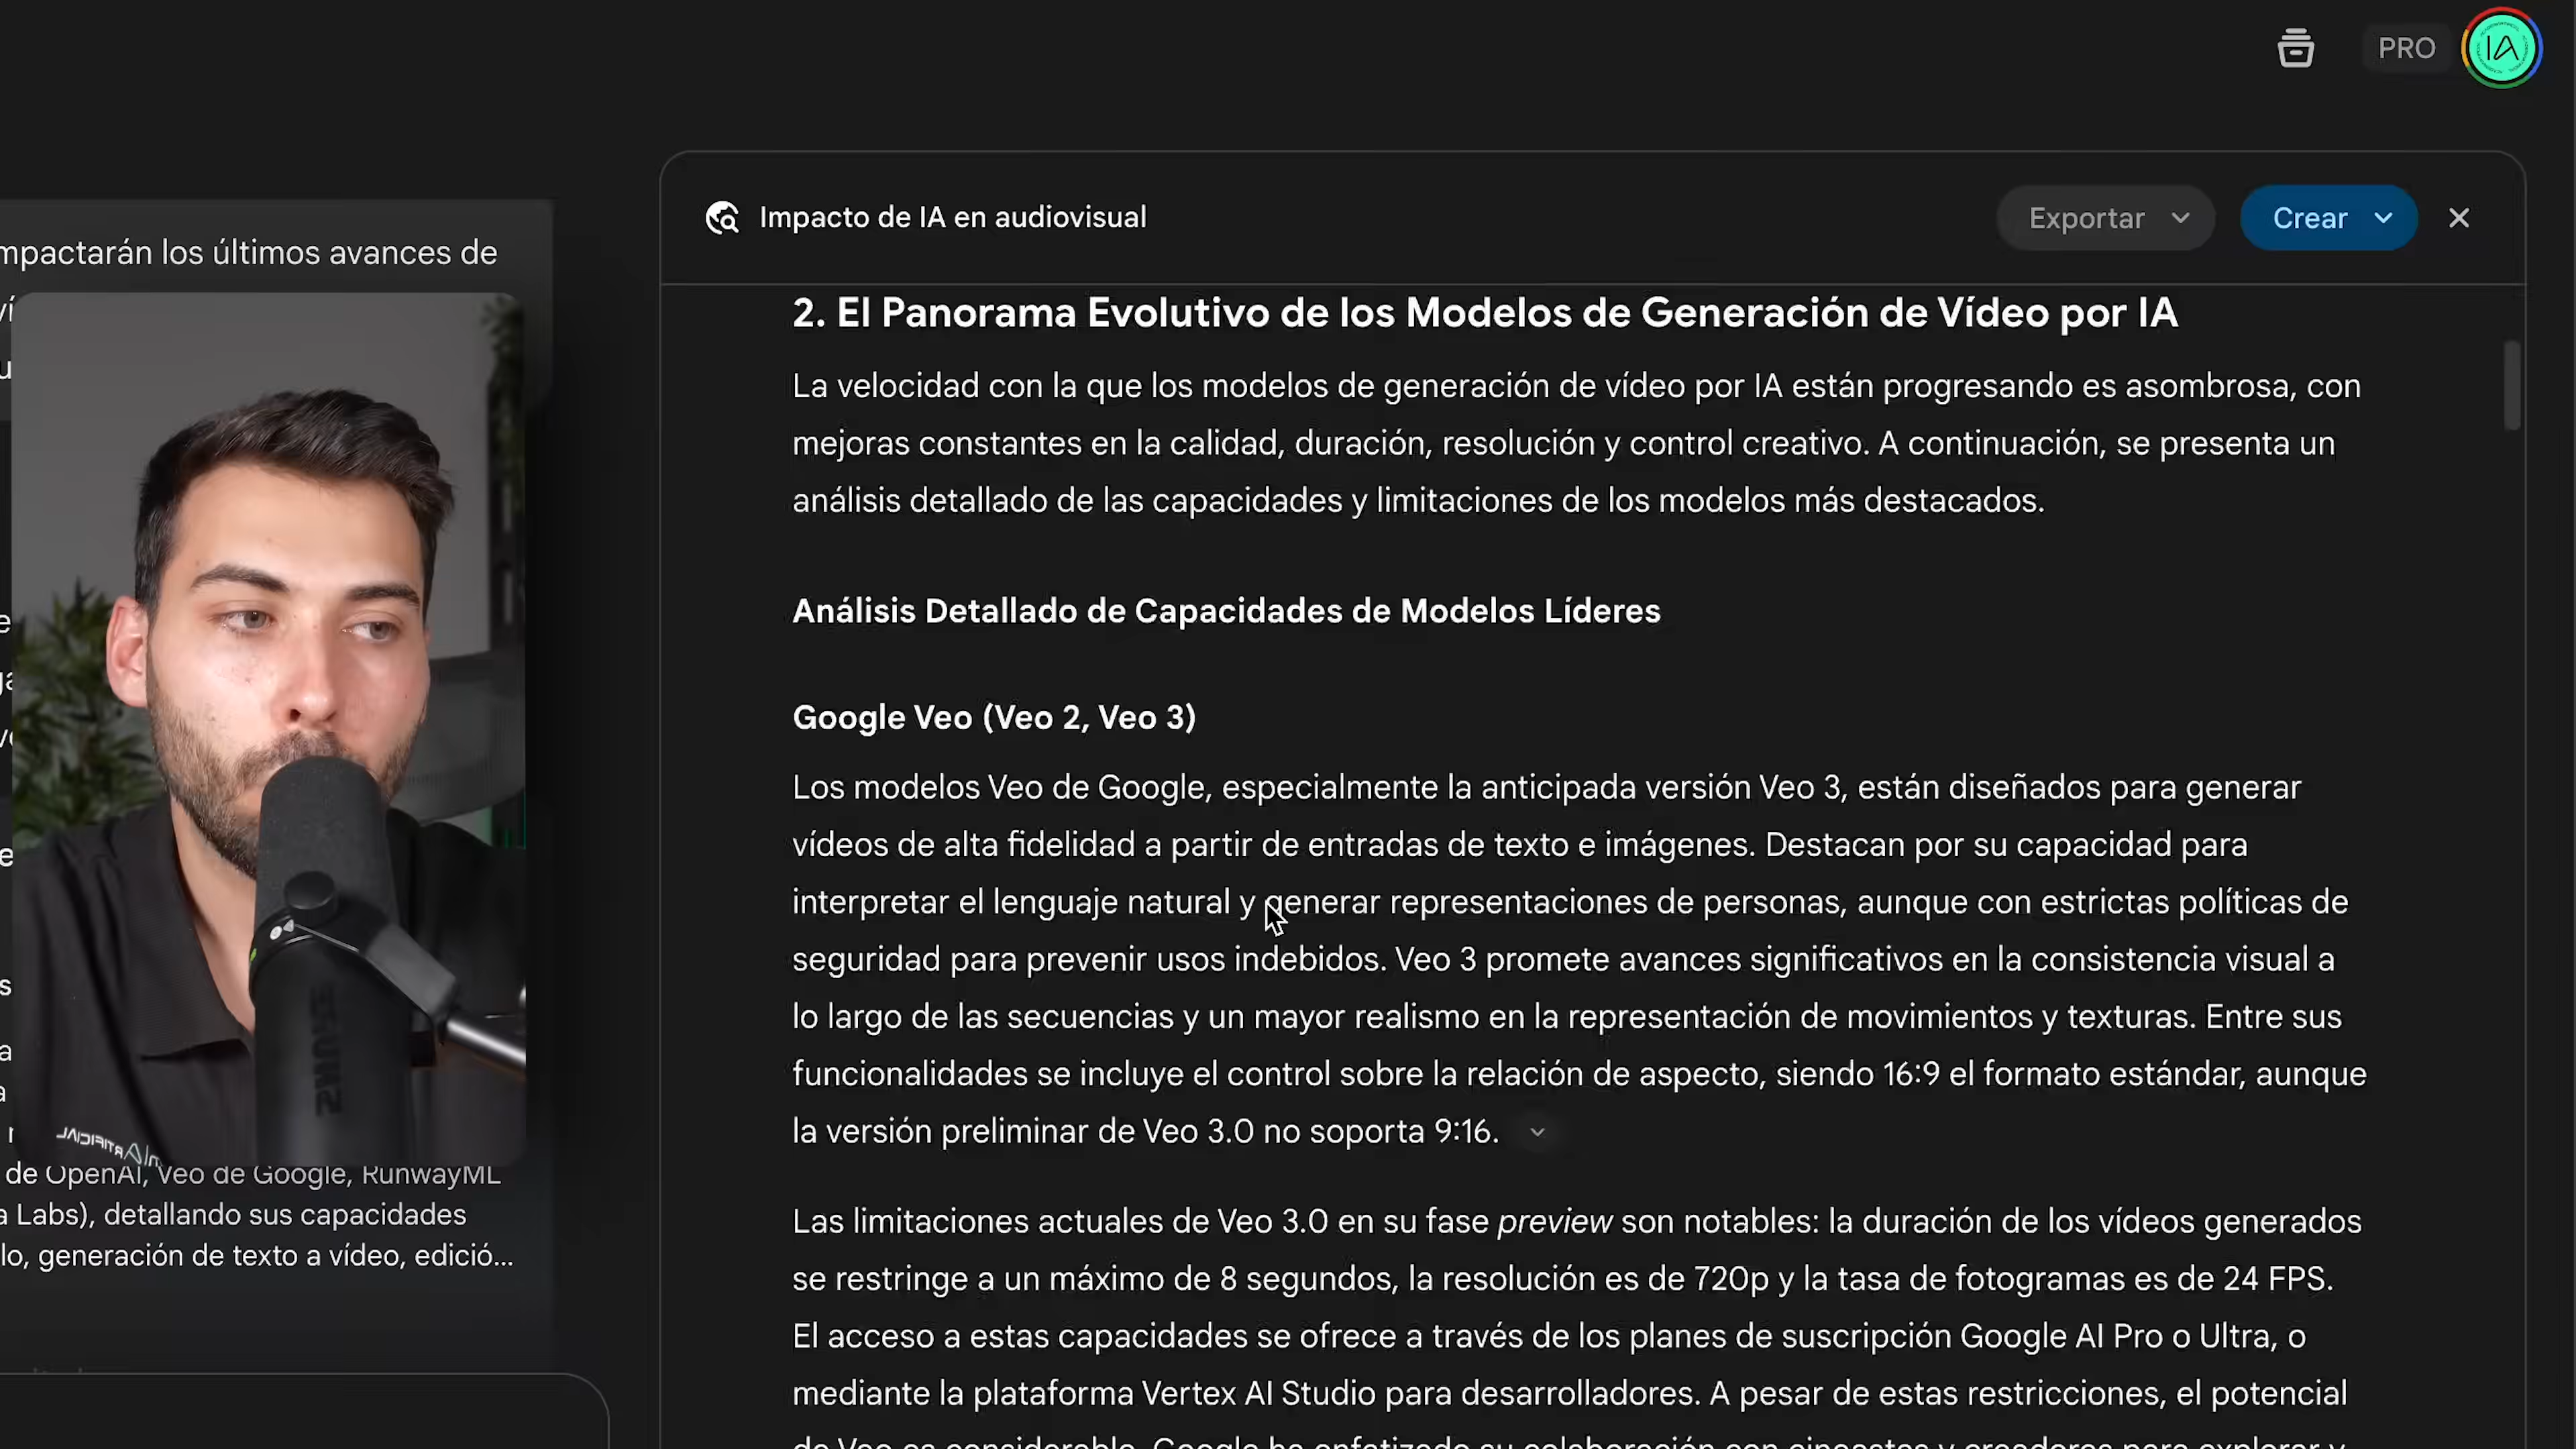 PRO
IA
Impacto de IA en audiovisual
Exportar
Crear
mpactarán los últimos avances de
de OpenAI, Veo de Google, RunwayML
Labs), detallando sus capacidades
generación de texto a vídeo, edició...
2. El Panorama Evolutivo de los Modelos de Generación de Vídeo por IA
La velocidad con la que los modelos de generación de vídeo por IA están progresando es asombrosa, con
mejoras constantes en la calidad, duración, resolución y control creativo. A continuación, se presenta un
análisis detallado de las capacidades y limitaciones de los modelos más destacados.
Análisis Detallado de Capacidades de Modelos Líderes
Google Veo (Veo 2, Veo 3)
Los modelos Veo de Google, especialmente la anticipada versión Veo 3, están diseñados para generar
vídeos de alta fidelidad a partir de entradas de texto e imágenes. Destacan por su capacidad para
interpretar el lenguaje natural y generar representaciones de personas, aunque con estrictas políticas de
seguridad para prevenir usos indebidos. Veo 3 promete avances significativos en la consistencia visual a
lo largo de las secuencias y un mayor realismo en la representación de movimientos y texturas. Entre sus
funcionalidades se incluye el control sobre la relación de aspecto, siendo 16:9 el formato estándar, aunque
la versión preliminar de Veo 3.0 no soporta 9:16.
Las limitaciones actuales de Veo 3.0 en su fase preview son notables: la duración de los vídeos generados
se restringe a un máximo de 8 segundos, la resolución es de 720p y la tasa de fotogramas es de 24 FPS.
El acceso a estas capacidades se ofrece a través de los planes de suscripción Google AI Pro o Ultra, o
mediante la plataforma Vertex AI Studio para desarrolladores. A pesar de estas restricciones, el potencial